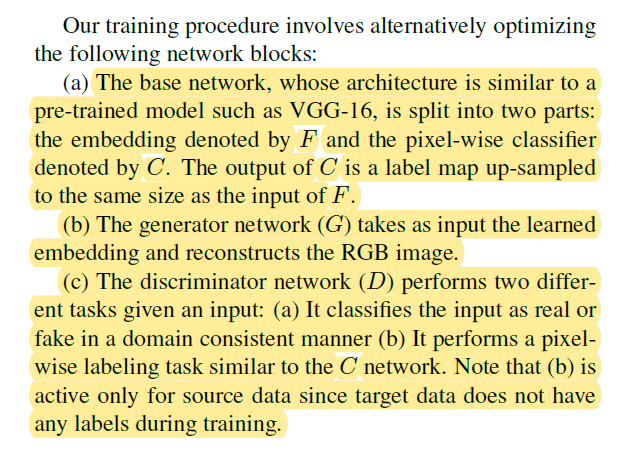 Our training procedure involves alternatively optimizing
the following network blocks:
(a) The base network, whose architecture is similar to a
pre-trained model such as VGG-16, is split into two parts:
the embedding denoted by F and the pixel-wise classifier
denoted by C. The output of C is a label map up-sampled
to the same size as the input of F.
(b) The generator network (G) takes as input the learned
embedding and reconstructs the RGB image.
(c) The discriminator network (D) performs two differ-
ent tasks given an input: (a) It classifies the input as real or
fake in a domain consistent manner (b) It performs a pixel-
wise labeling task similar to the C network. Note that (b) is
active only for source data since target data does not have
any labels during training.